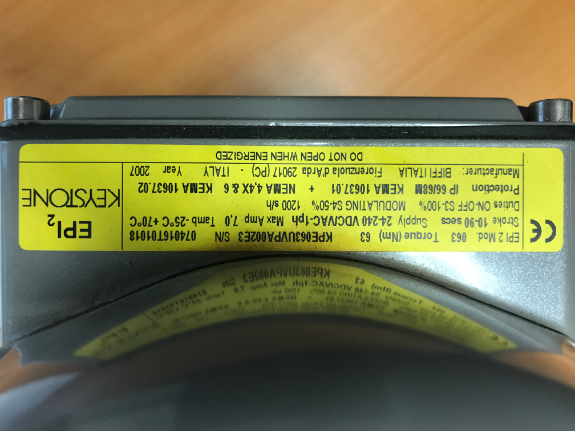 EPI 2 Mod. 063 Torque (Nm) 63 KPE063UVPA002E3 S/N 074016T01018
Stroke 10-90 secs Supply 24-240 VDC/VAC-1ph Max Amp 7,0 Tamb -25°C +70°C
Duties ON-OFF S3-100% MODULATING S4-50% 1200 s/h
Protection IP 66/68M KEMA 10637.01 + NEMA 4,4X & 6 KEMA 10637.02
Manufacturer: BIFFI ITALIA Fiorenzuola d'Arda 29017 (PC) - ITALY Year 2007
DO NOT OPEN WHEN ENERGIZED
CE
EPI2
KEYSTONE